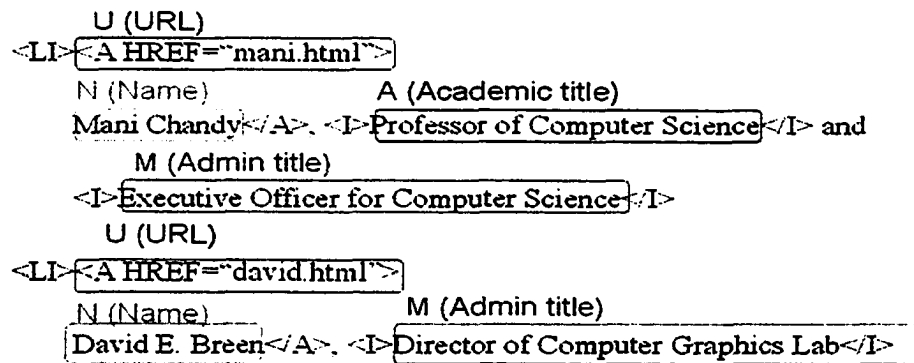 U (URL)
<LI><A HREF="mani.html">
N (Name) A (Academic title)
Mani Chandy</A>, <I>Professor of Computer Science</I> and
M (Admin title)
<I>Executive Officer for Computer Science</I>
U (URL)
<LI><A HREF="david.html">
N (Name) M (Admin title)
David E. Breen</A>, <I>Director of Computer Graphics Lab</I>